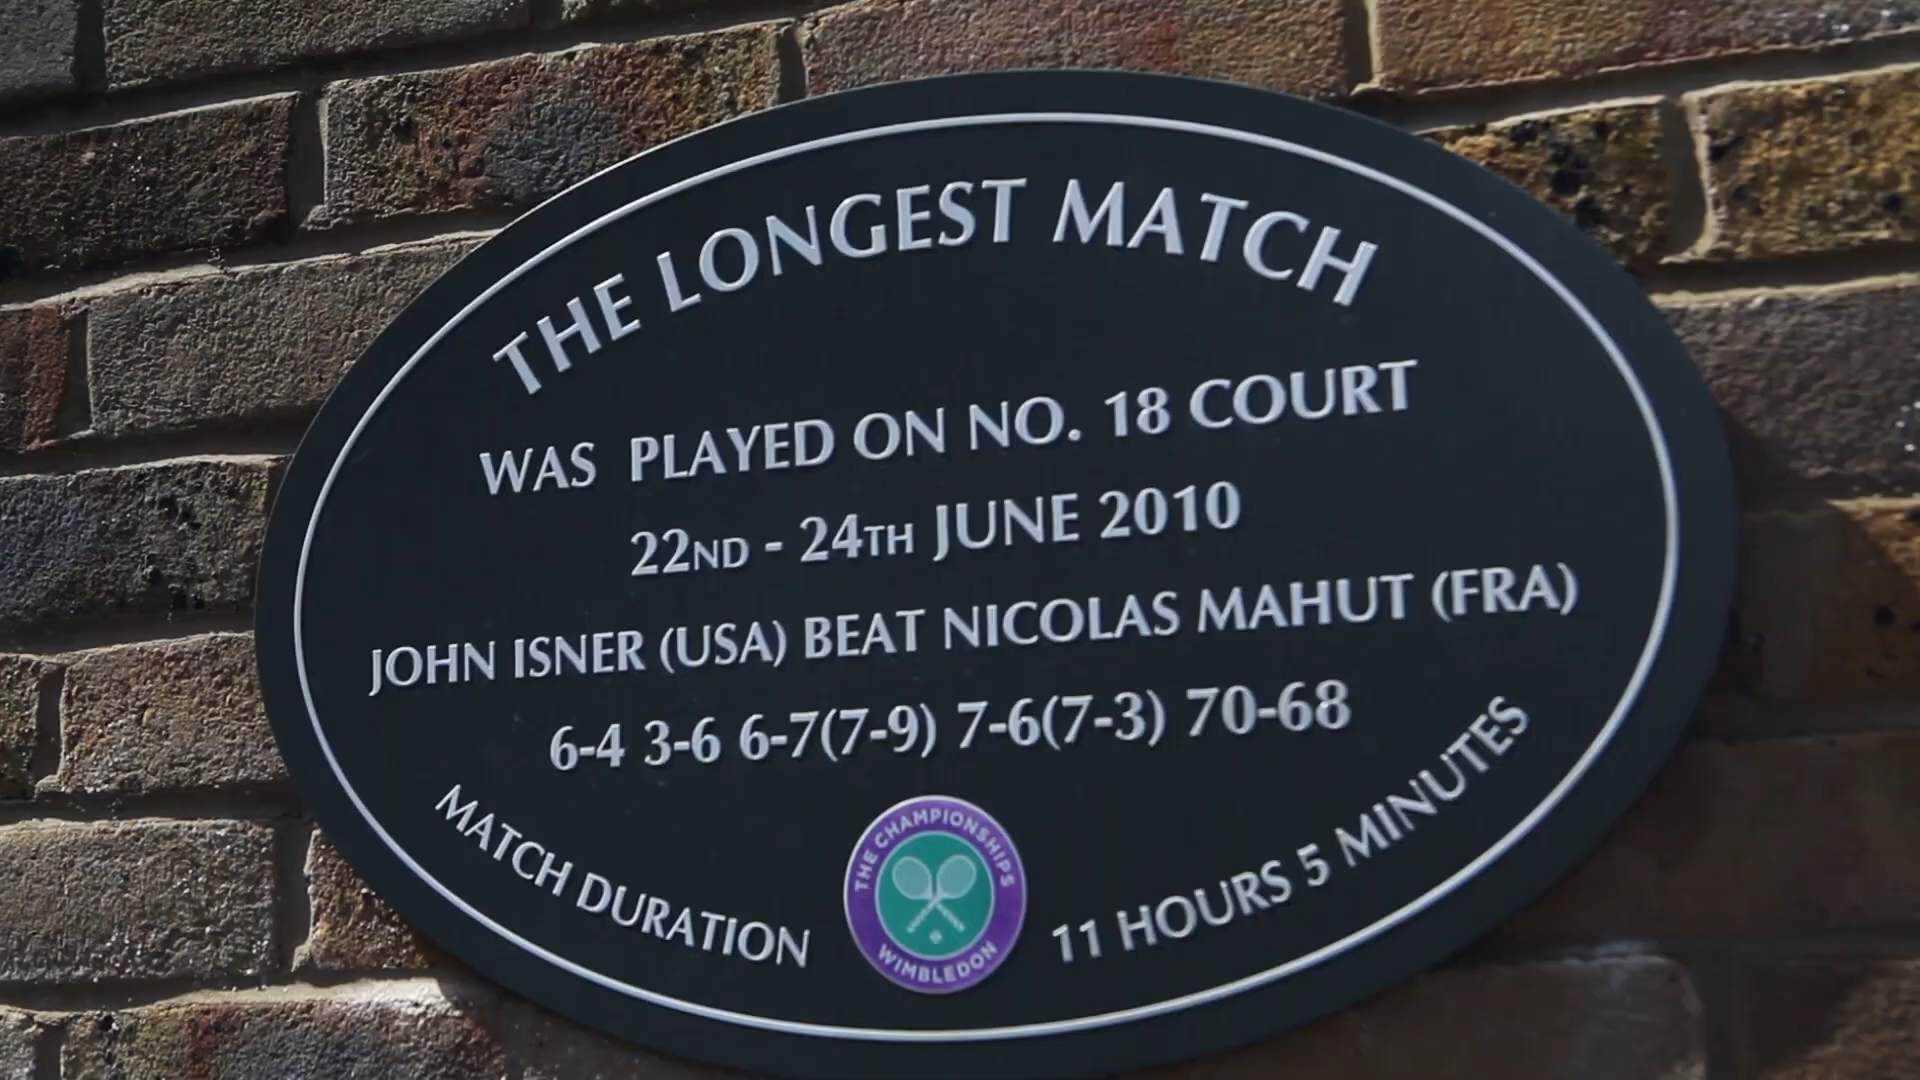 THE LONGEST MATCH
WAS PLAYED ON NO. 18 COURT
22ND - 24TH JUNE 2010
JOHN ISNER (USA) BEAT NICOLAS MAHUT (FRA)
6-4 3-6 6-7(7-9) 7-6(7-3) 70-68
MATCH DURATION
THE CHAMPIONSHIPS
WIMBLEDON
11 HOURS 5 MINUTES